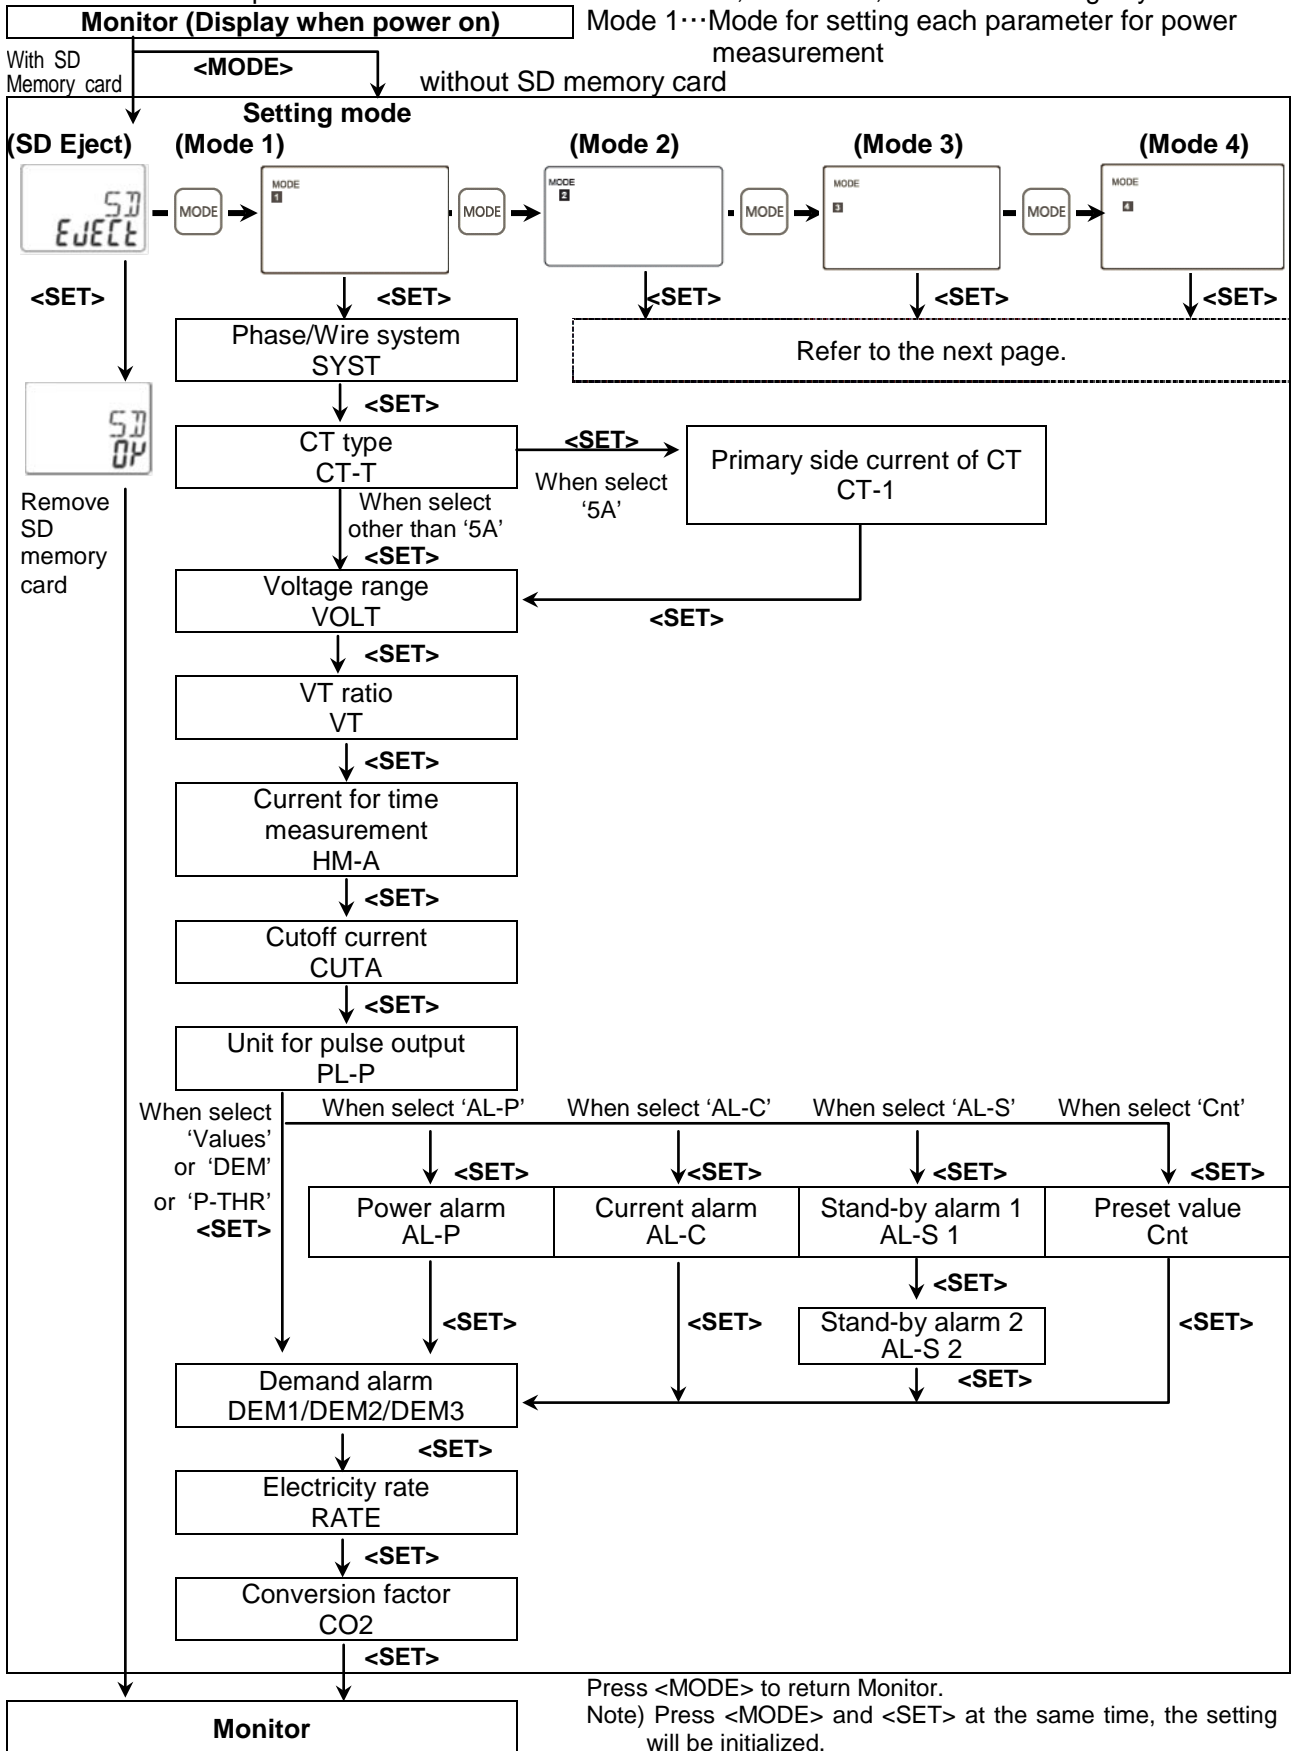 Monitor (Display when power on)
Mode 1⋯Mode for setting each parameter for power
measurement
With SD
Memory card
<MODE>
without SD memory card
Setting mode
(SD Eject)
(Mode 1)
(Mode 2)
(Mode 3)
(Mode 4)
SD
EJECt
MODE
MODE
1
MODE
MODE
2
MODE
MODE
3
MODE
MODE
4
<SET>
<SET>
<SET>
<SET>
<SET>
Phase/Wire system
SYST
Refer to the next page.
<SET>
SD
OK
CT type
CT-T
<SET>
When select
‘5A’
Primary side current of CT
CT-1
Remove
SD
memory
card
When select
other than ‘5A’
<SET>
Voltage range
VOLT
<SET>
<SET>
VT ratio
VT
<SET>
Current for time
measurement
HM-A
<SET>
Cutoff current
CUTA
<SET>
Unit for pulse output
PL-P
When select
‘Values’
or ‘DEM’
or ‘P-THR’
<SET>
When select ‘AL-P’
When select ‘AL-C’
When select ‘AL-S’
When select ‘Cnt’
<SET>
<SET>
<SET>
<SET>
Power alarm
AL-P
Current alarm
AL-C
Stand-by alarm 1
AL-S 1
Preset value
Cnt
<SET>
<SET>
<SET>
Stand-by alarm 2
AL-S 2
<SET>
<SET>
Demand alarm
DEM1/DEM2/DEM3
<SET>
Electricity rate
RATE
<SET>
Conversion factor
CO2
<SET>
Monitor
Press <MODE> to return Monitor.
Note) Press <MODE> and <SET> at the same time, the setting
will be initialized.